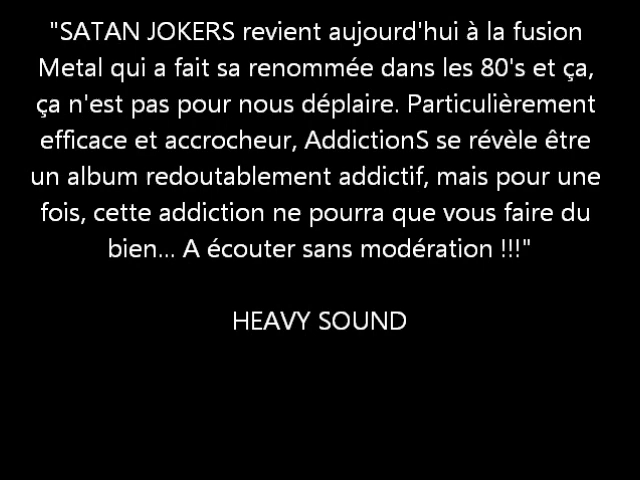 "SATAN JOKERS revient aujourd'hui à la fusion
Metal qui a fait sa renommée dans les 80's et ça,
ça n'est pas pour nous déplaire. Particulièrement
efficace et accrocheur, AddictionS se révèle être
un album redoutablement addictif, mais pour une
fois, cette addiction ne pourra que vous faire du
bien... A écouter sans modération !!!"
HEAVY SOUND